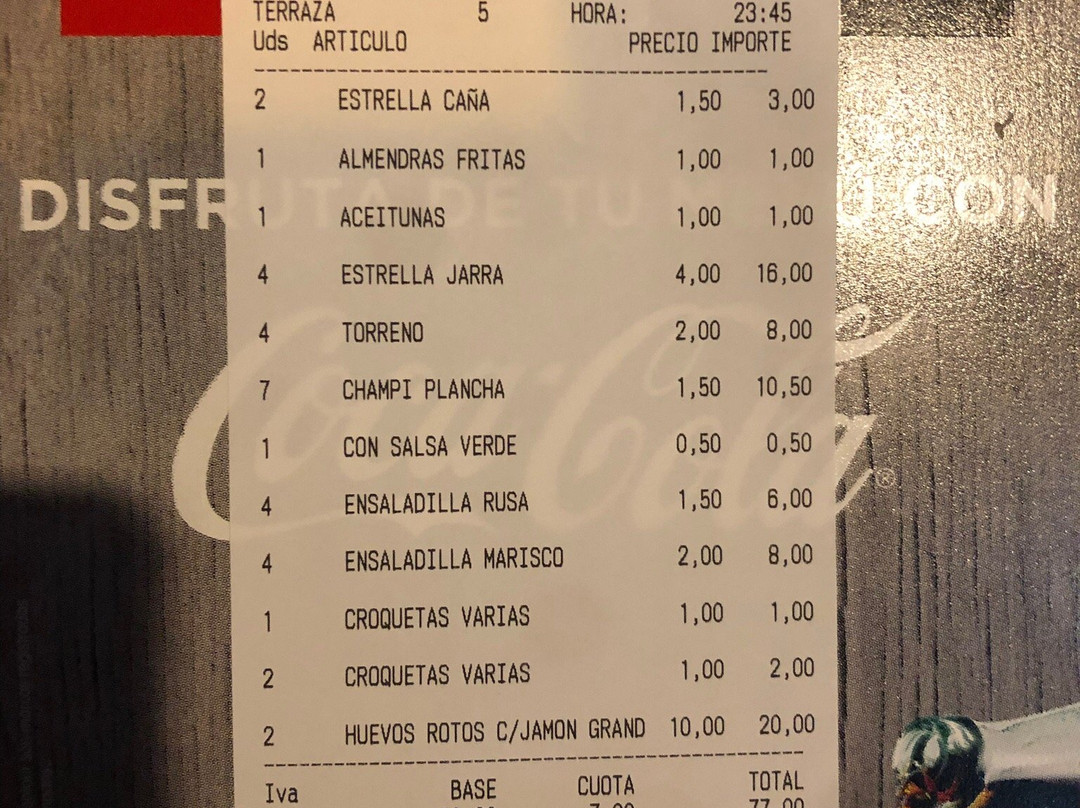 TERRAZA 5 HORA: 23:45
Uds ARTICULO PRECIO IMPORTE
2 ESTRELLA CAÑA 1,50 3,00
1 ALMENDRAS FRITAS 1,00 1,00
DISFRUTA DE TU MENÚ CON
1 ACEITUNAS 1,00 1,00
4 ESTRELLA JARRA 4,00 16,00
4 TORRENO 2,00 8,00
Coca-Cola ®
7 CHAMPI PLANCHA 1,50 10,50
1 CON SALSA VERDE 0,50 0,50
4 ENSALADILLA RUSA 1,50 6,00
4 ENSALADILLA MARISCO 2,00 8,00
1 CROQUETAS VARIAS 1,00 1,00
2 CROQUETAS VARIAS 1,00 2,00
2 HUEVOS ROTOS C/JAMON GRAND 10,00 20,00
Iva BASE CUOTA TOTAL